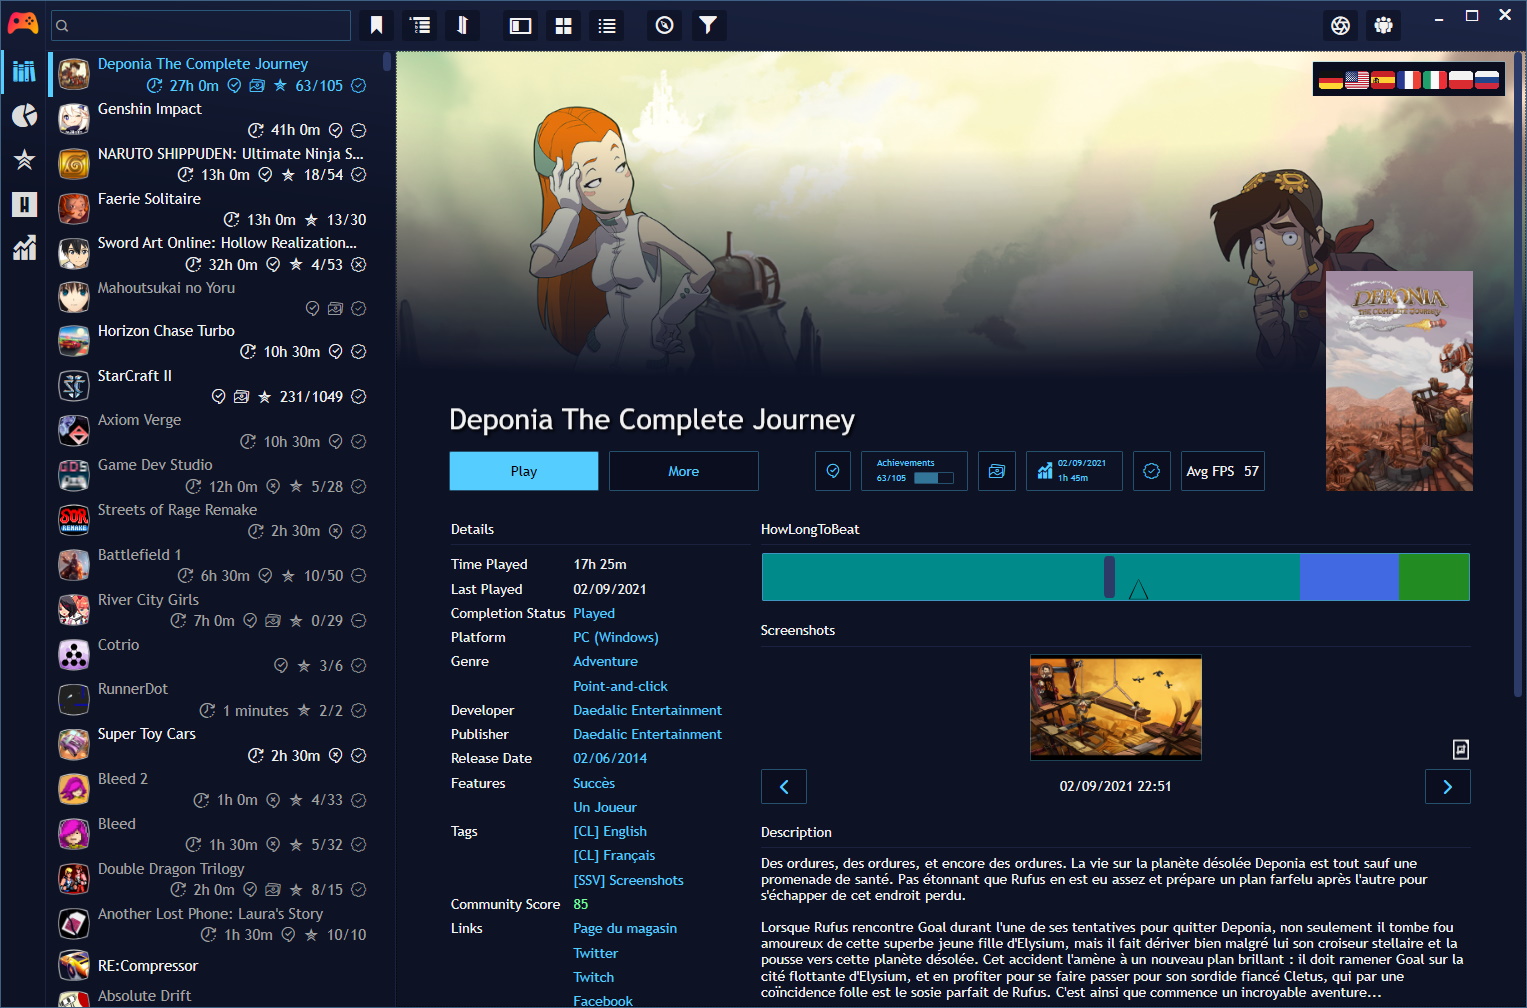 Deponia The Complete Journey
27h 0m 63/105
Genshin Impact
41h 0m
NARUTO SHIPPUDEN: Ultimate Ninja S...
13h 0m 18/54
Faerie Solitaire
13h 0m 13/30
Sword Art Online: Hollow Realization...
32h 0m 4/53
Mahoutsukai no Yoru
Horizon Chase Turbo
10h 30m
StarCraft II
231/1049
Axiom Verge
10h 30m
GDS
Game Dev Studio
12h 0m 5/28
SOR
REMAKE
Streets of Rage Remake
2h 30m
Battlefield 1
6h 30m 10/50
River City Girls
7h 0m 0/29
Cotrio
3/6
RunnerDot
1 minutes 2/2
Super Toy Cars
2h 30m
Bleed 2
1h 0m 4/33
Bleed
1h 30m 5/32
Double Dragon Trilogy
2h 0m 8/15
Another Lost Phone: Laura's Story
1h 30m 10/10
RE:Compressor
Absolute Drift
H
DEPONIA
THE COMPLETE JOURNEY
Deponia The Complete Journey
Play
More
Achievements
63/105
02/09/2021
1h 45m
Avg FPS 57
Details
Time Played 17h 25m
Last Played 02/09/2021
Completion Status Played
Platform PC (Windows)
Genre Adventure
Point-and-click
Developer Daedalic Entertainment
Publisher Daedalic Entertainment
Release Date 02/06/2014
Features Succès
Un Joueur
Tags [CL] English
[CL] Français
[SSV] Screenshots
Community Score 85
Links Page du magasin
Twitter
Twitch
Facebook
HowLongToBeat
Screenshots
02/09/2021 22:51
Description
Des ordures, des ordures, et encore des ordures. La vie sur la planète désolée Deponia est tout sauf une
promenade de santé. Pas étonnant que Rufus en est eu assez et prépare un plan farfelu après l'autre pour
s'échapper de cet endroit perdu.
Lorsque Rufus rencontre Goal durant l'une de ses tentatives pour quitter Deponia, non seulement il tombe fou
amoureux de cette superbe jeune fille d'Elysium, mais il fait dériver bien malgré lui son croiseur stellaire et la
pousse vers cette planète désolée. Cet accident l'amène à un nouveau plan brillant : il doit ramener Goal sur la
cité flottante d'Elysium, et en profiter pour se faire passer pour son sordide fiancé Cletus, qui par une
coïncidence folle est le sosie parfait de Rufus. C'est ainsi que commence un incroyable aventure...